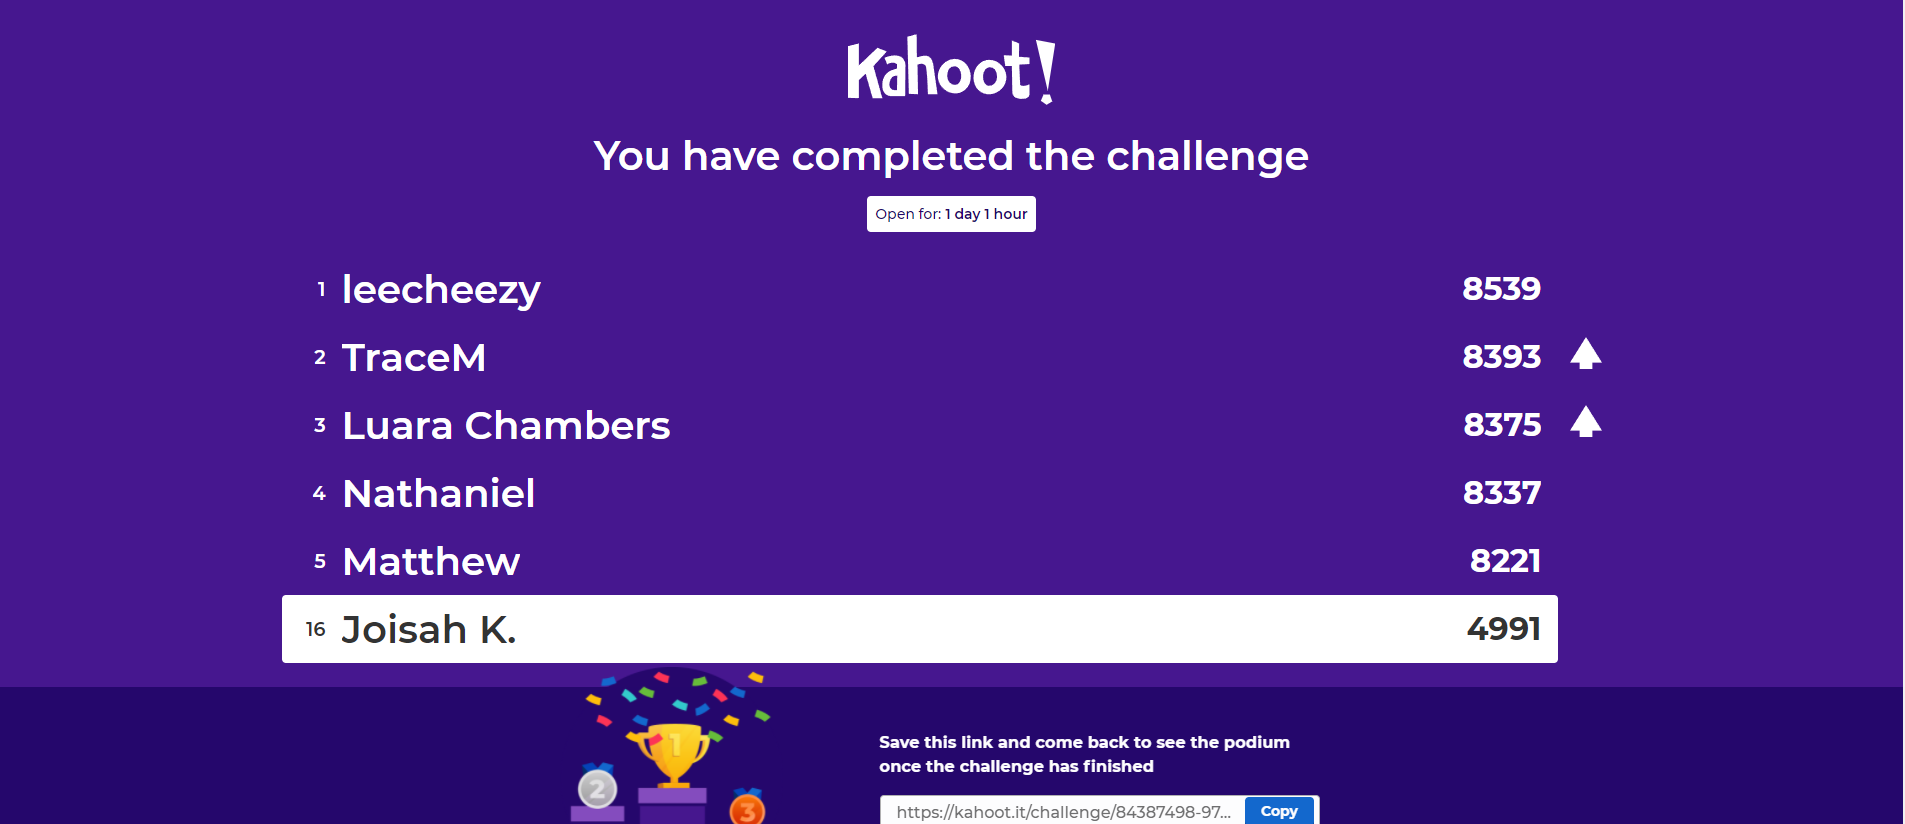 Kahoot!
You have completed the challenge
Open for: 1 day 1 hour
1 leecheezy 8539
2 TraceM 8393
3 Luara Chambers 8375
4 Nathaniel 8337
5 Matthew 8221
16 Joisah K. 4991
1
2
3
Save this link and come back to see the podium
once the challenge has finished
https://kahoot.it/challenge/84387498-97... Copy